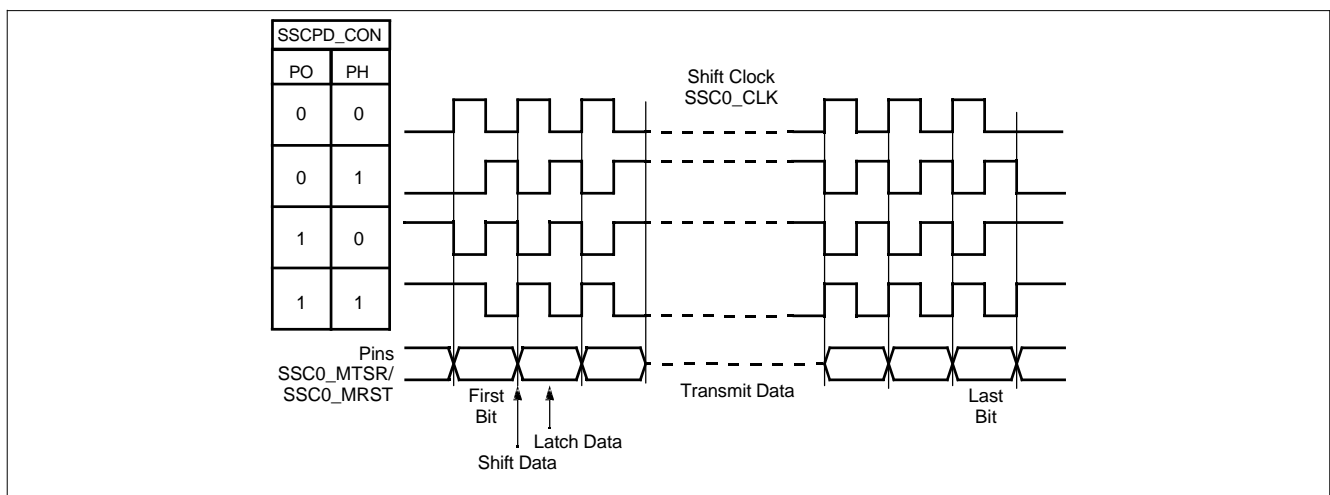 SSCPD_CON
PO PH
0 0
0 1
1 0
1 1
Shift Clock
SSC0_CLK
Pins
SSC0_MTSR/
SSC0_MRST
First
Bit
Transmit Data
Last
Bit
Latch Data
Shift Data